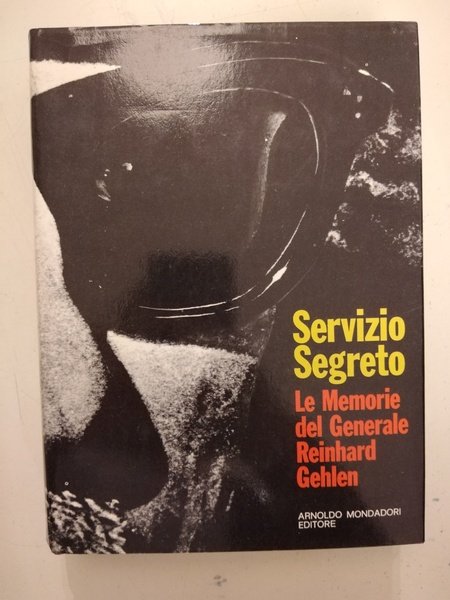 Servizio
Segreto
Le Memorie
del Generale
Reinhard
Gehlen
ARNOLDO MONDADORI
EDITORE